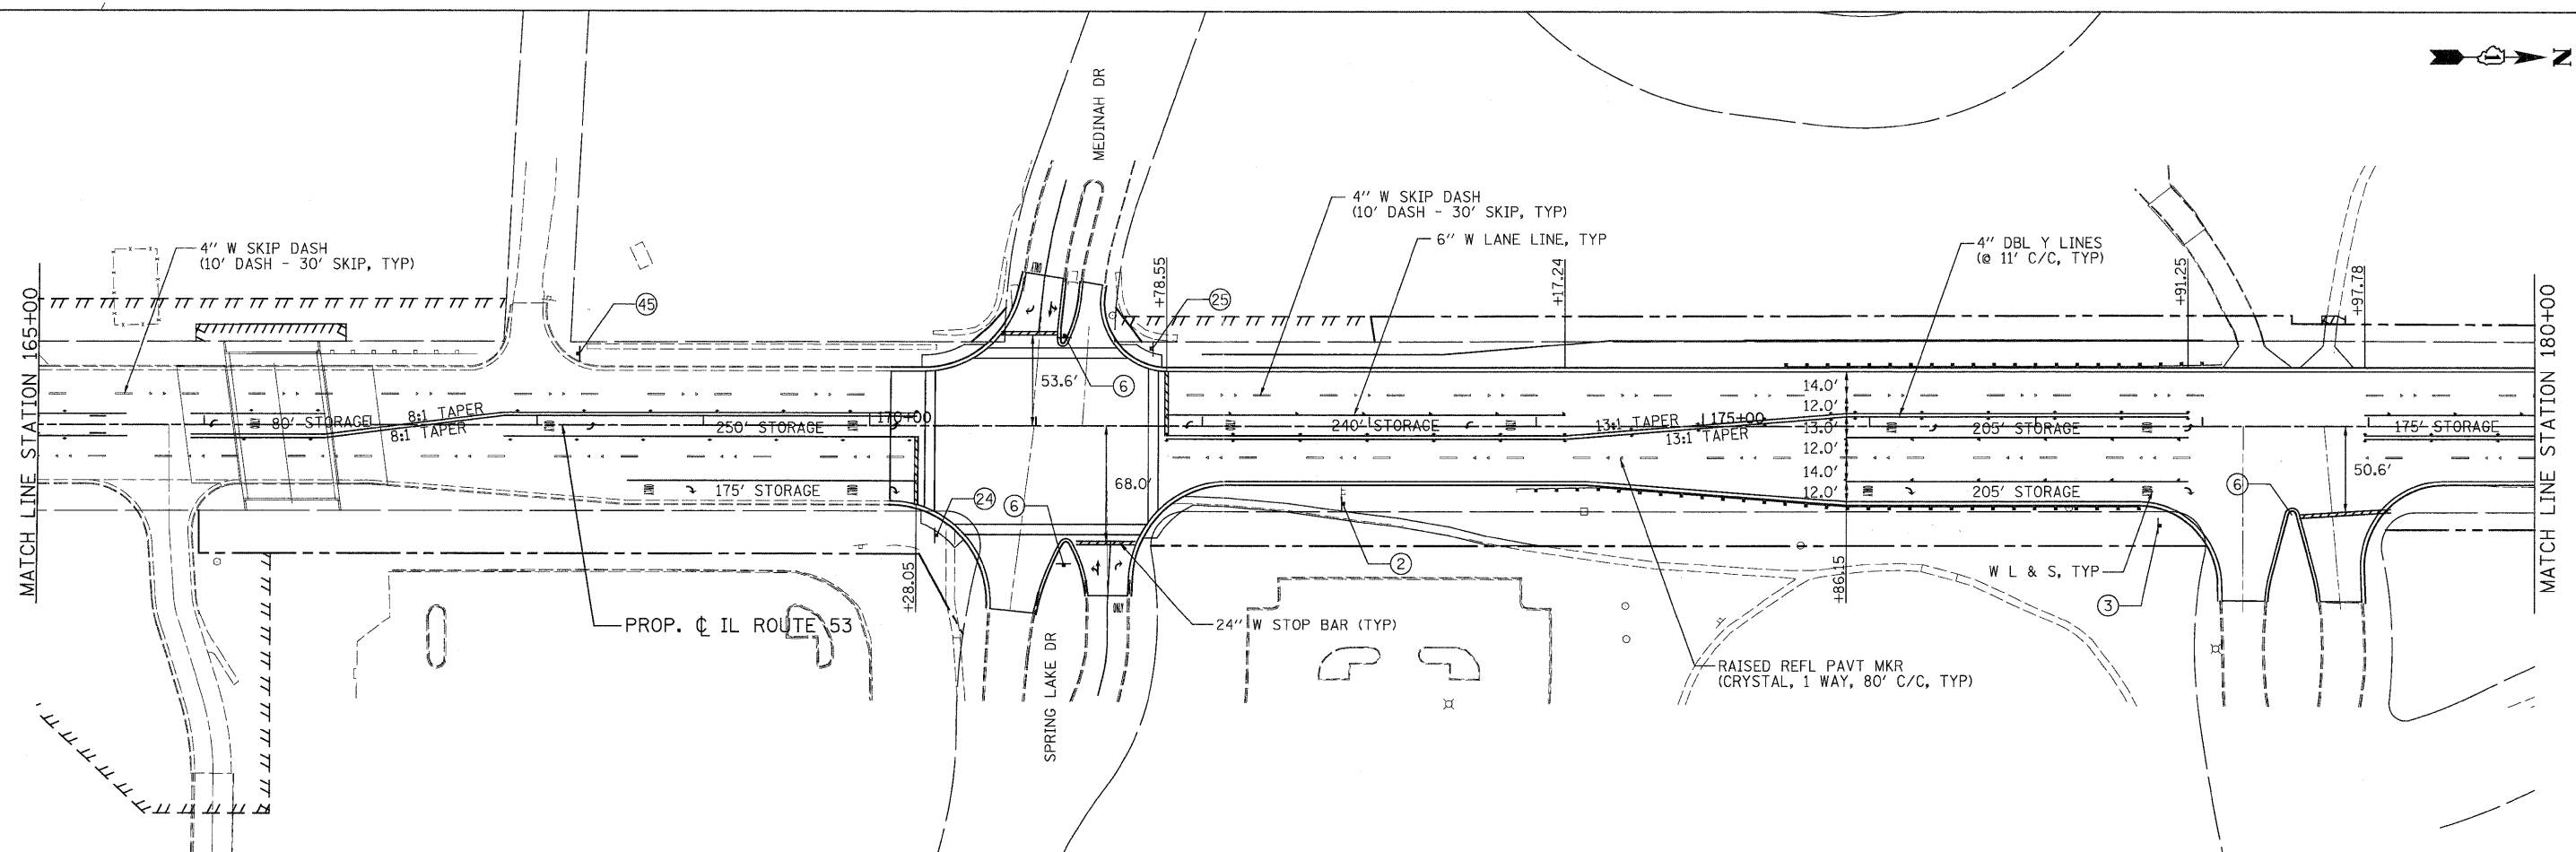 N
MEDINAH DR
4" W SKIP DASH
(10' DASH - 30' SKIP, TYP)
45
4" W SKIP DASH
(10' DASH - 30' SKIP, TYP)
6" W LANE LINE, TYP
4" DBL Y LINES
(@ 11' C/C, TYP)
+78.55
+17.24
+91.25
+97.78
25
6
MATCH LINE STATION 165+00
MATCH LINE STATION 180+00
53.6'
80' STORAGE
8:1 TAPER
8:1 TAPER
250' STORAGE
170+00
240' STORAGE
13:1 TAPER
175+00
13:1 TAPER
14.0'
12.0'
13.0'
12.0'
14.0'
12.0'
205' STORAGE
175' STORAGE
175' STORAGE
24
6
68.0'
205' STORAGE
6
50.6'
2
+28.05
+86.15
W L & S, TYP
3
PROP. ℄ IL ROUTE 53
ONLY
24" W STOP BAR (TYP)
SPRING LAKE DR
RAISED REFL PAVT MKR
(CRYSTAL, 1 WAY, 80' C/C, TYP)